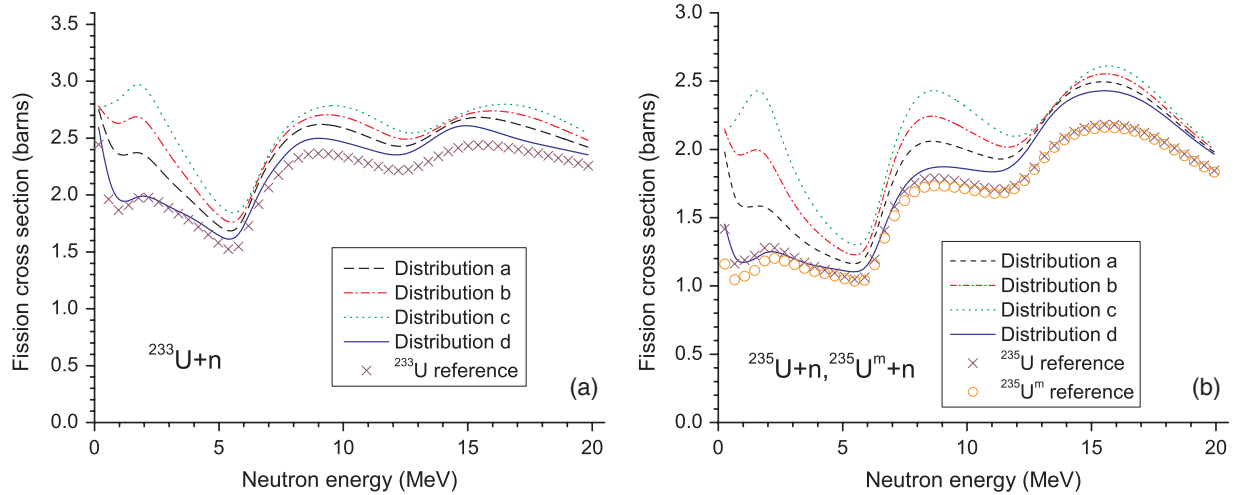 3.5
3.0
2.5
2.0
1.5
1.0
0.5
0.0
Fission cross section (barns)
0 5 10 15 20
Neutron energy (MeV)
²³³U+n
Distribution a
Distribution b
Distribution c
Distribution d
²³³U reference
(a)
3.0
2.5
2.0
1.5
1.0
0.5
0.0
Fission cross section (barns)
0 5 10 15 20
Neutron energy (MeV)
²³⁵U+n,²³⁵Uᵐ+n
Distribution a
Distribution b
Distribution c
Distribution d
²³⁵U reference
²³⁵Uᵐ reference
(b)